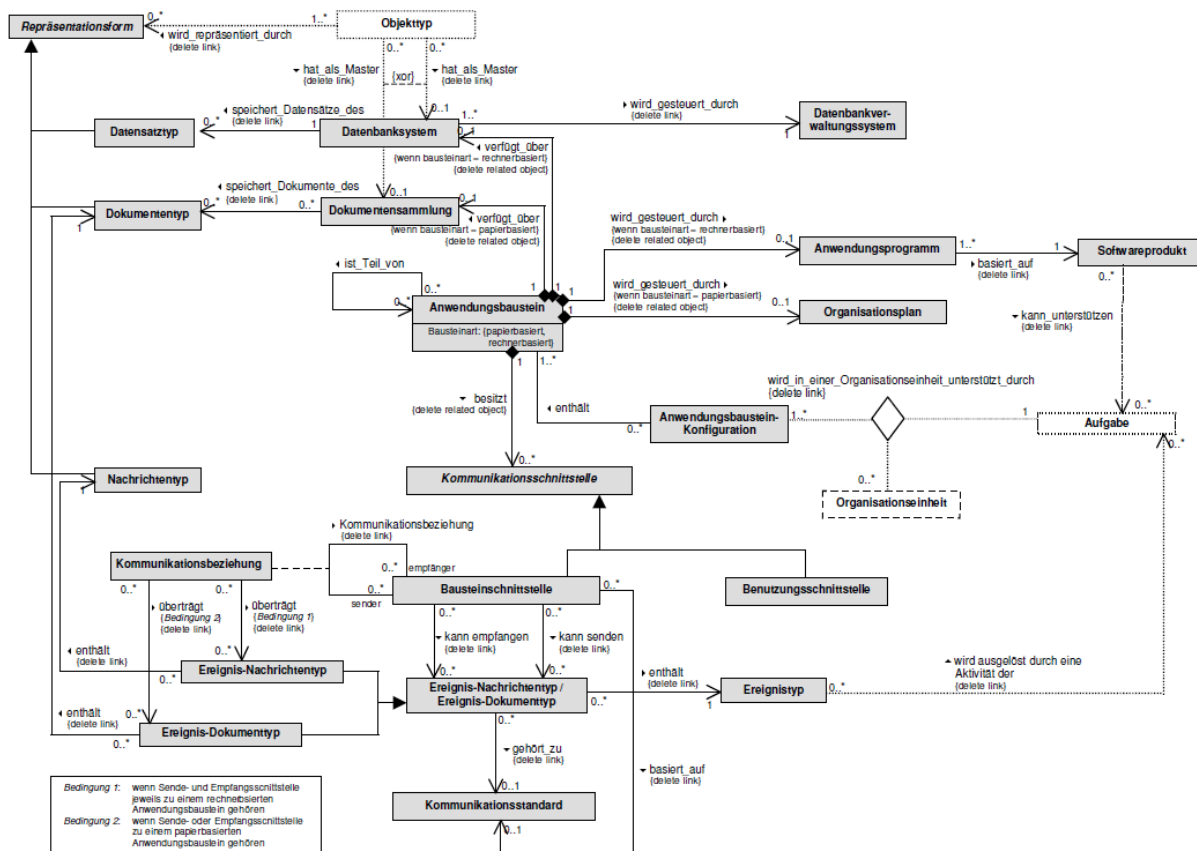 Repräsentationsform
0..*
1..*
wird_repräsentiert_durch
{delete link}
Objekttyp
0..*
0..*
hat_als_Master
{delete link}
{xor}
hat_als_Master
{delete link}
0..1
Datensatztyp
0..*
speichert_Datensätze_des
{delete link}
1
Datenbanksystem
1..*
wird_gesteuert_durch
{delete link}
1
Datenbankver-
waltungssystem
0..1
verfügt_über
{wenn bausteinart = rechnerbasiert}
{delete related object}
Dokumententyp
1
0..*
speichert_Dokumente_des
{delete link}
0..*
0..1
Dokumentensammlung
0..1
verfügt_über
{wenn bausteinart = papierbasiert}
{delete related object}
wird_gesteuert_durch
{wenn bausteinart = rechnerbasiert}
{delete related object}
0..1
Anwendungsprogramm
1..*
basiert_auf
{delete link}
1
Softwareprodukt
0..*
ist_Teil_von
0..*
0..*
1
1
1
1
Anwendungsbaustein
Bausteinart: {papierbasiert,
rechnerbasiert}
wird_gesteuert_durch
{wenn bausteinart = papierbasiert}
{delete related object}
0..1
Organisationsplan
kann_unterstützen
{delete link}
0..*
1
1..*
besitzt
{delete related object}
0..*
enthält
0..*
Anwendungsbaustein-
Konfiguration
wird_in_einer_Organisationseinheit_unterstützt_durch
{delete link}
1..*
1
Aufgabe
0..*
0..*
Organisationseinheit
Kommunikationsschnittstelle
Nachrichtentyp
1
Kommunikationsbeziehung
Kommunikationsbeziehung
{delete link}
0..*
empfänger
0..*
sender
Bausteinschnittstelle
0..*
Benutzungsschnittstelle
0..*
0..*
überträgt
{Bedingung 2}
{delete link}
überträgt
{Bedingung 1}
{delete link}
0..*
0..*
kann empfangen
{delete link}
kann senden
{delete link}
0..*
0..*
enthält
{delete link}
0..*
0..*
Ereignis-Nachrichtentyp
Ereignis-Nachrichtentyp /
Ereignis-Dokumenttyp
0..*
enthält
{delete link}
1
Ereignistyp
0..*
wird ausgelöst durch eine
Aktivität der
{delete link}
enthält
{delete link}
0..*
0..*
Ereignis-Dokumenttyp
0..*
gehört_zu
{delete link}
0..1
basiert_auf
{delete link}
Kommunikationsstandard
0..1
Bedingung 1: wenn Sende- und Empfangsscnittstelle
jeweils zu einem rechnerbsierten
Anwendungsbaustein gehören
Bedingung 2: wenn Sende- oder Empfangsscnittstelle
zu einem papierbasierten
Anwendungsbaustein gehören